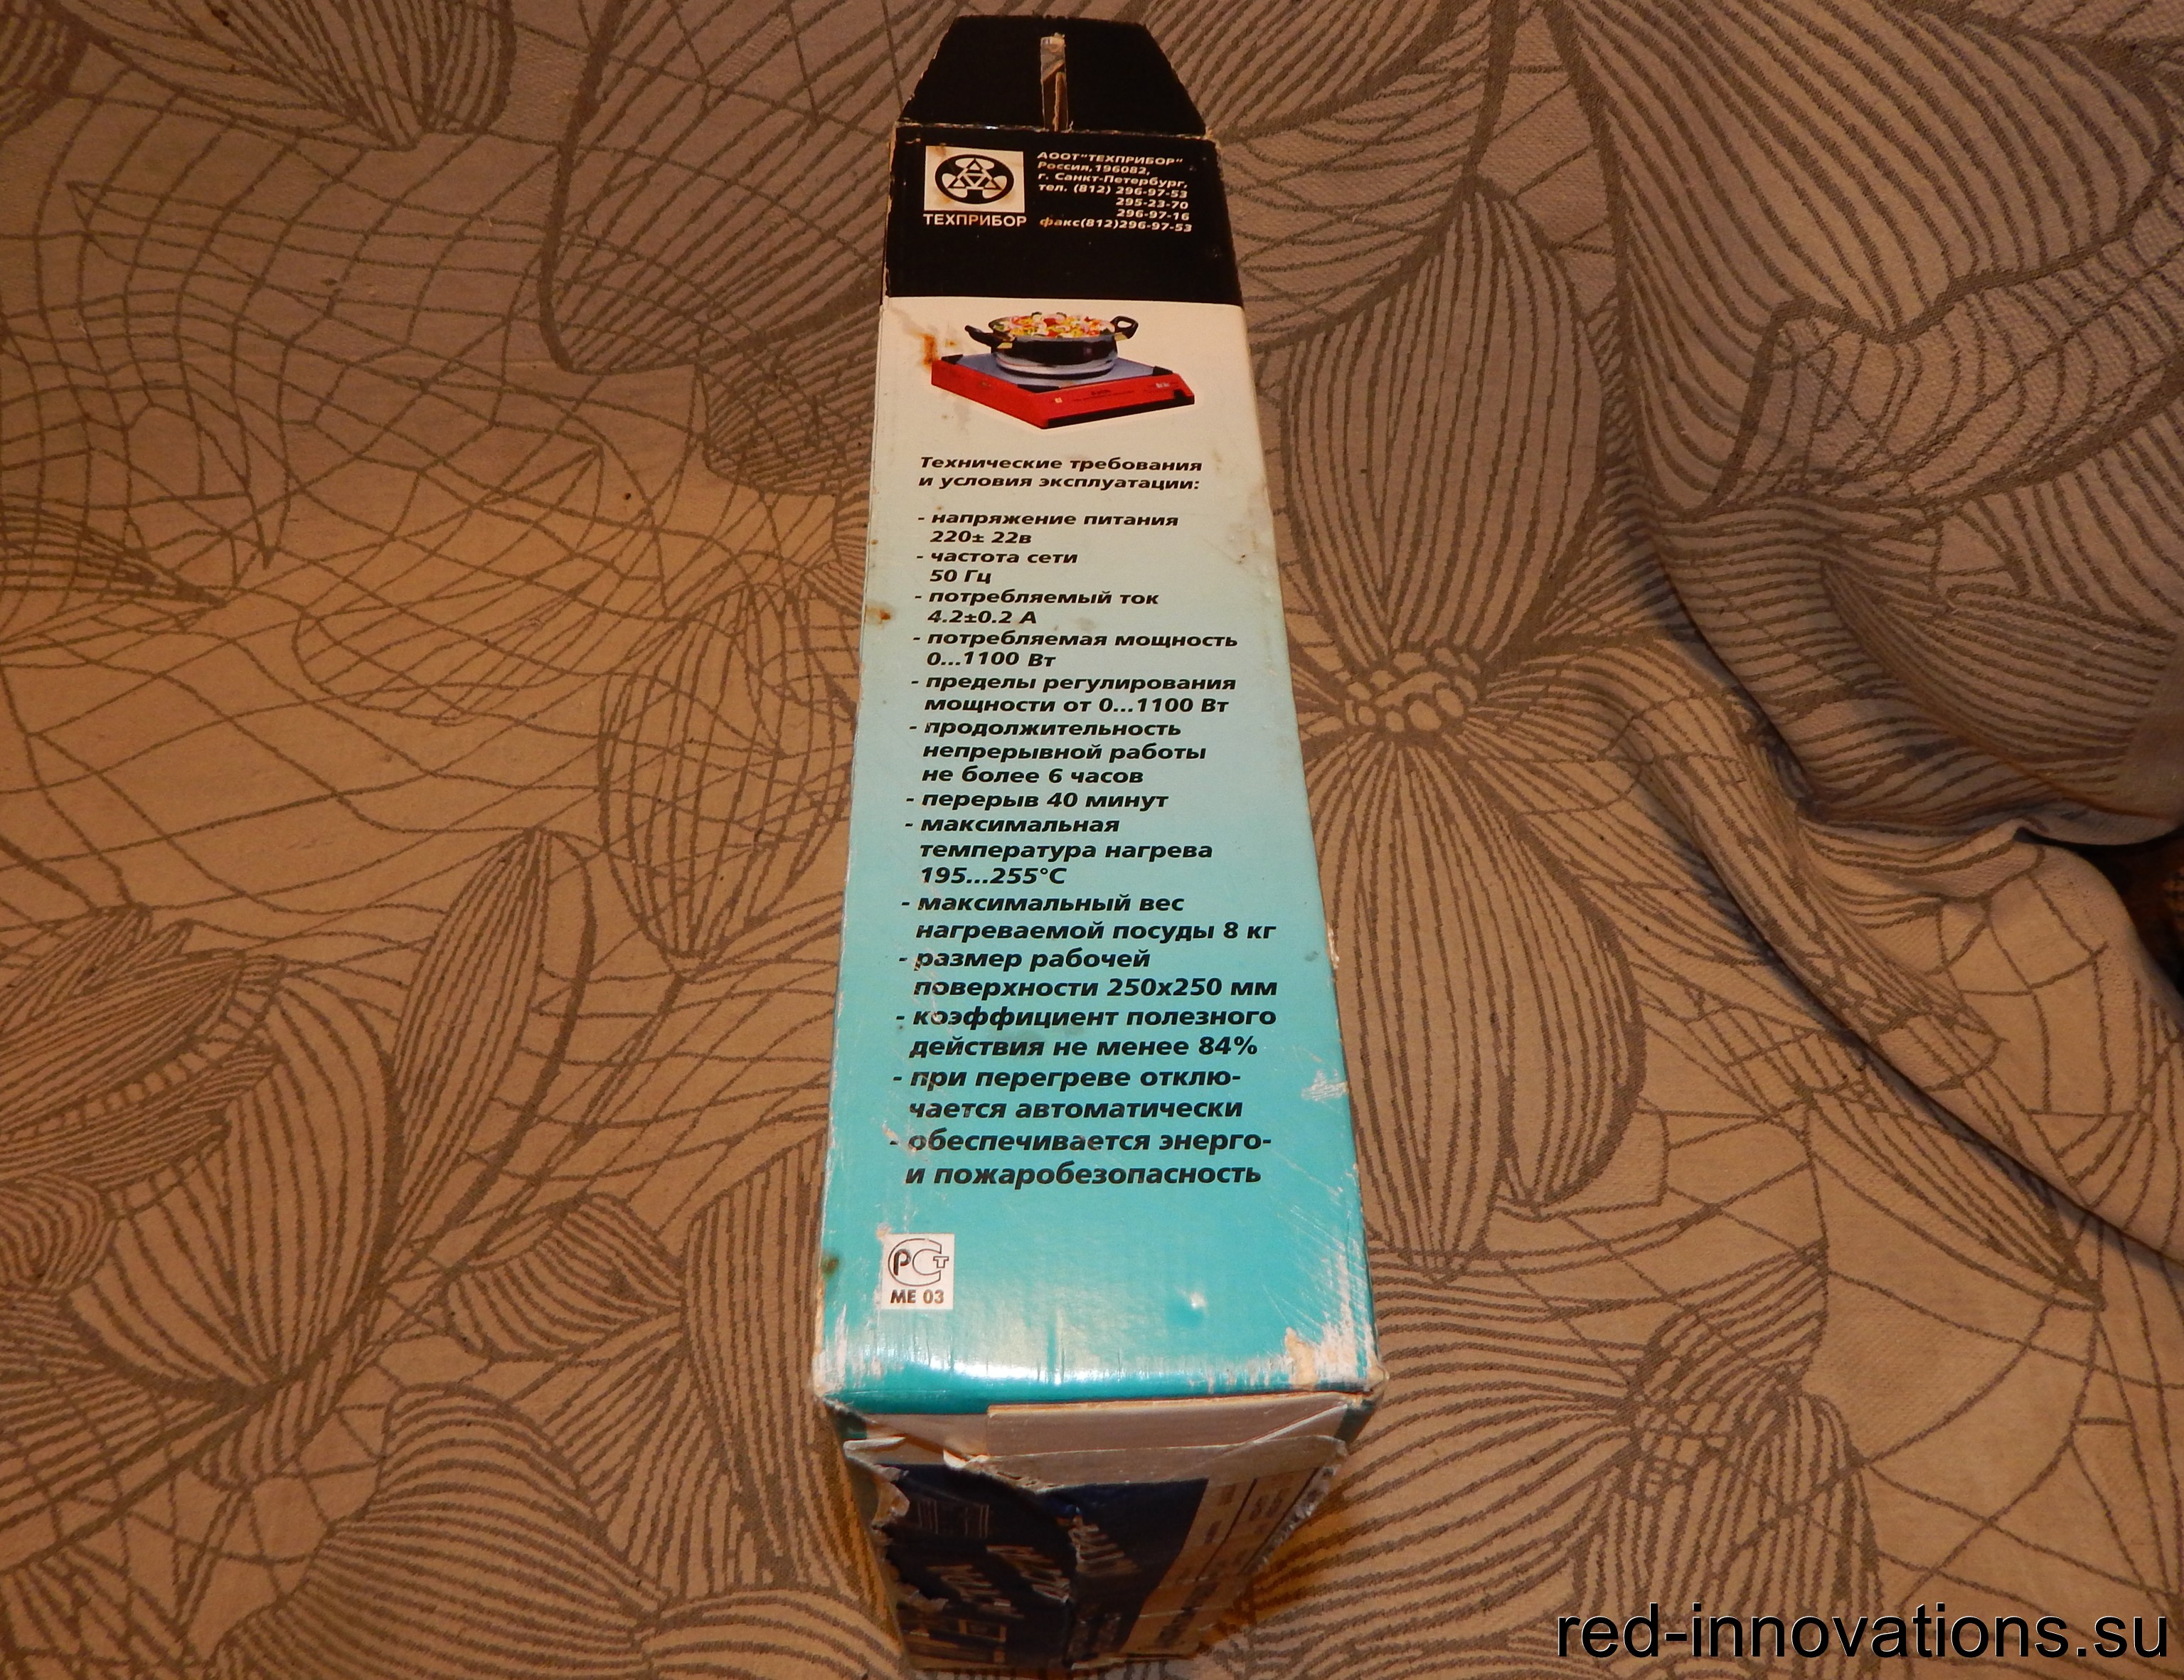 АООТ"ТЕХПРИБОР"
Россия,196082,
г. Санкт-Петербург,
тел. (812) 296-97-53
295-23-70
296-97-16
факс(812)296-97-53
ТЕХПРИБОР
Технические требования
и условия эксплуатации:
- напряжение питания
220± 22в
- частота сети
50 Гц
- потребляемый ток
4.2±0.2 А
- потребляемая мощность
0...1100 Вт
- пределы регулирования
мощности от 0...1100 Вт
- продолжительность
непрерывной работы
не более 6 часов
- перерыв 40 минут
- максимальная
температура нагрева
195...255°С
- максимальный вес
нагреваемой посуды 8 кг
- размер рабочей
поверхности 250х250 мм
- коэффициент полезного
действия не менее 84%
- при перегреве отклю-
чается автоматически
- обеспечивается энерго-
и пожаробезопасность
РСТ
МЕ 03
red-innovations.su